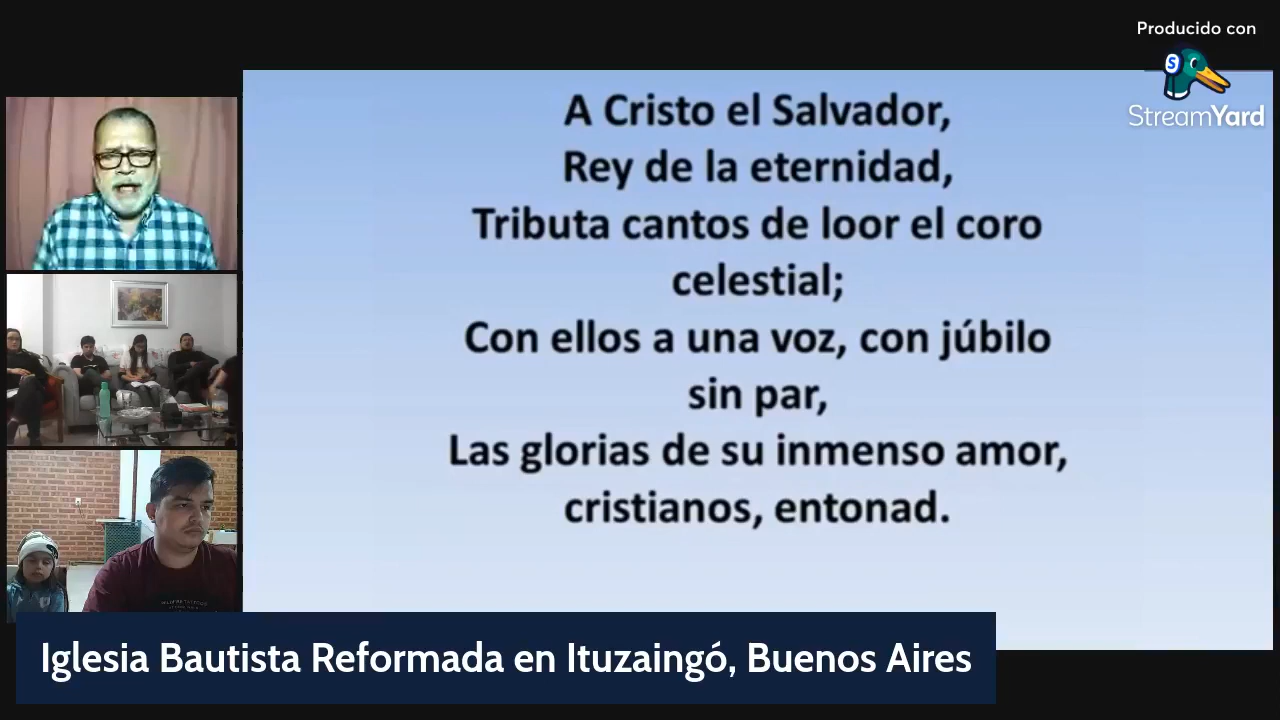 Producido con
StreamYard
A Cristo el Salvador,
Rey de la eternidad,
Tributa cantos de loor el coro
celestial;
Con ellos a una voz, con júbilo
sin par,
Las glorias de su inmenso amor,
cristianos, entonad.
Iglesia Bautista Reformada en Ituzaingó, Buenos Aires